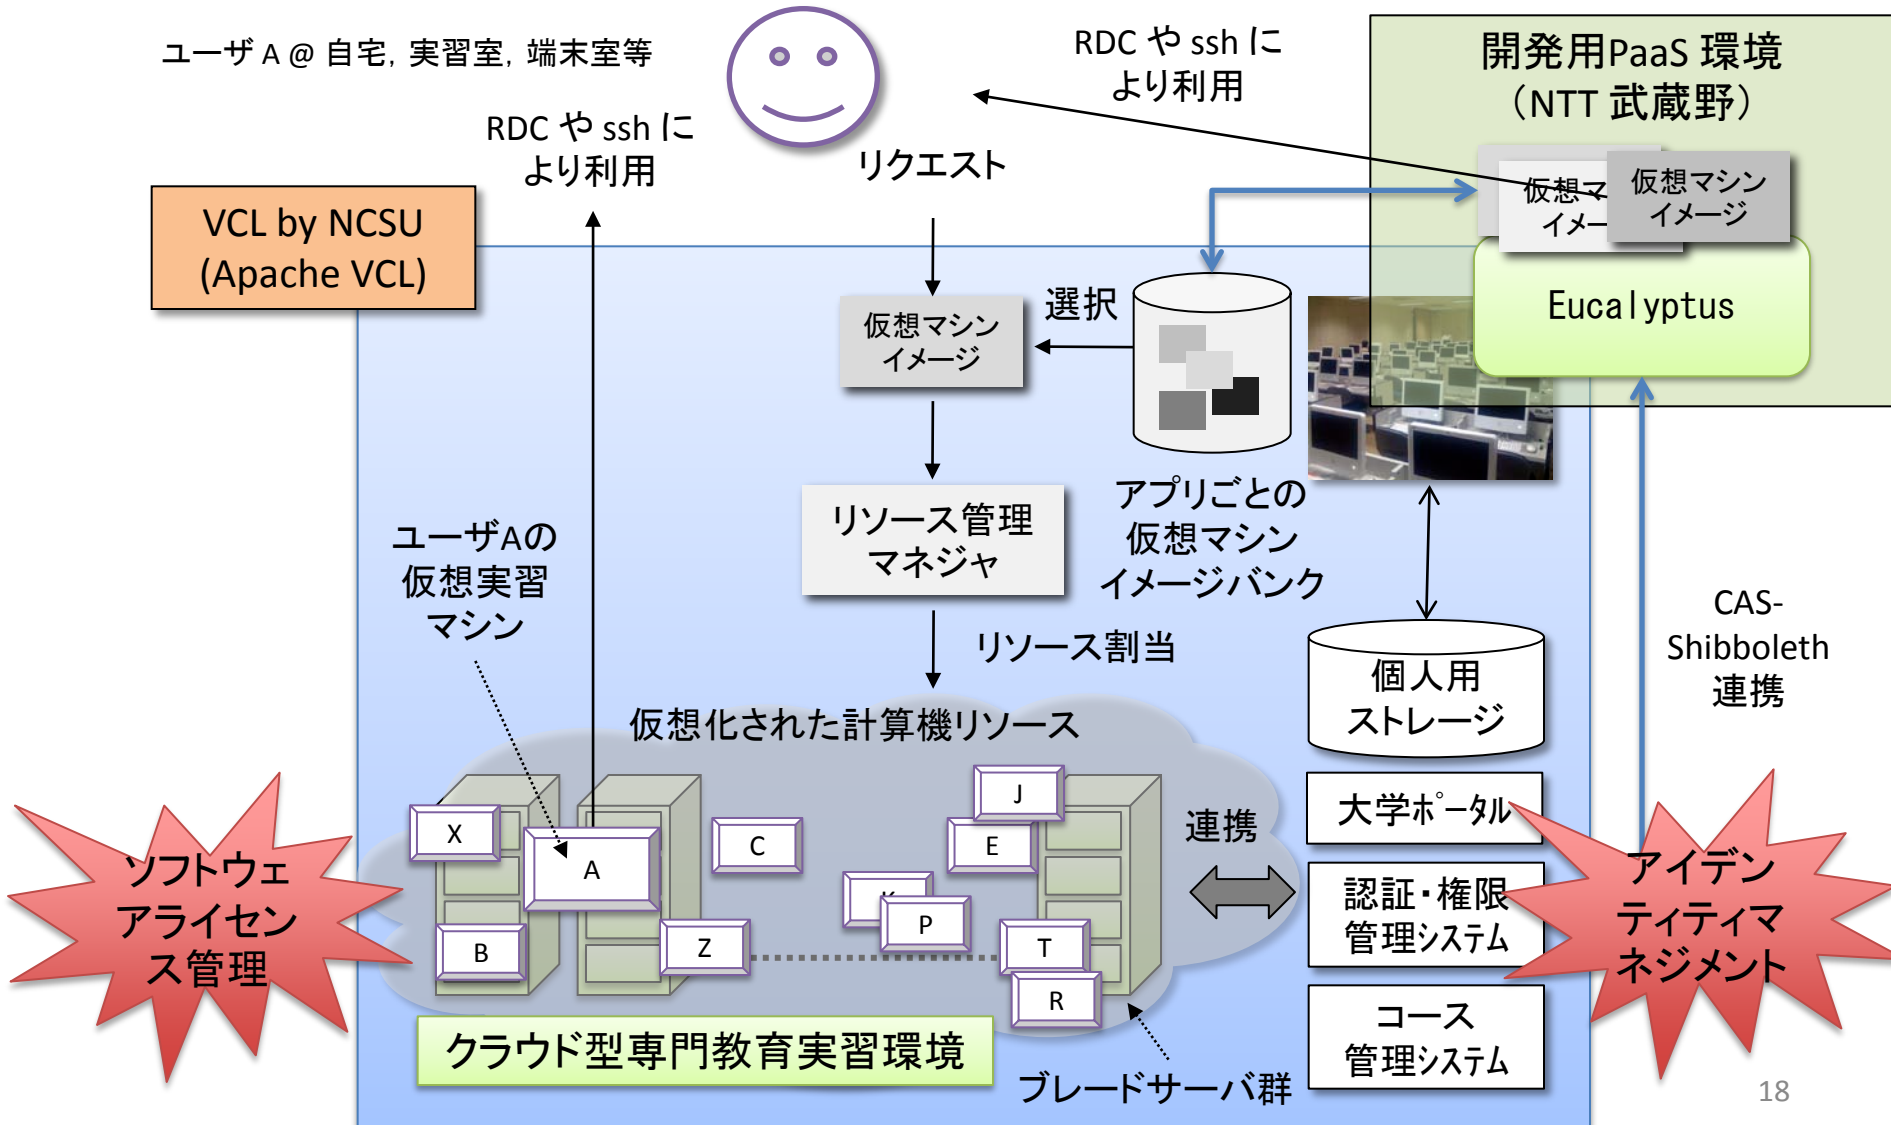 ユーザ A @ 自宅，実習室，端末室等
RDC や ssh に
より利用
リクエスト
RDC や ssh に
より利用
開発用PaaS 環境
（NTT 武蔵野）
仮想マシン
イメージ
Eucalyptus
VCL by NCSU
(Apache VCL)
仮想マシン
イメージ
選択
アプリごとの
仮想マシン
イメージバンク
リソース管理
マネジャ
リソース割当
ユーザAの
仮想実習
マシン
CAS-
Shibboleth
連携
個人用
ストレージ
仮想化された計算機リソース
X
A
B
C
Z
P
E
J
T
R
連携
大学ﾎﾟｰﾀﾙ
認証・権限
管理ｼｽﾃﾑ
コース
管理ｼｽﾃﾑ
ソフトウェ
アライセン
ス管理
アイデン
ティティマ
ネジメント
クラウド型専門教育実習環境
ブレードサーバ群
18